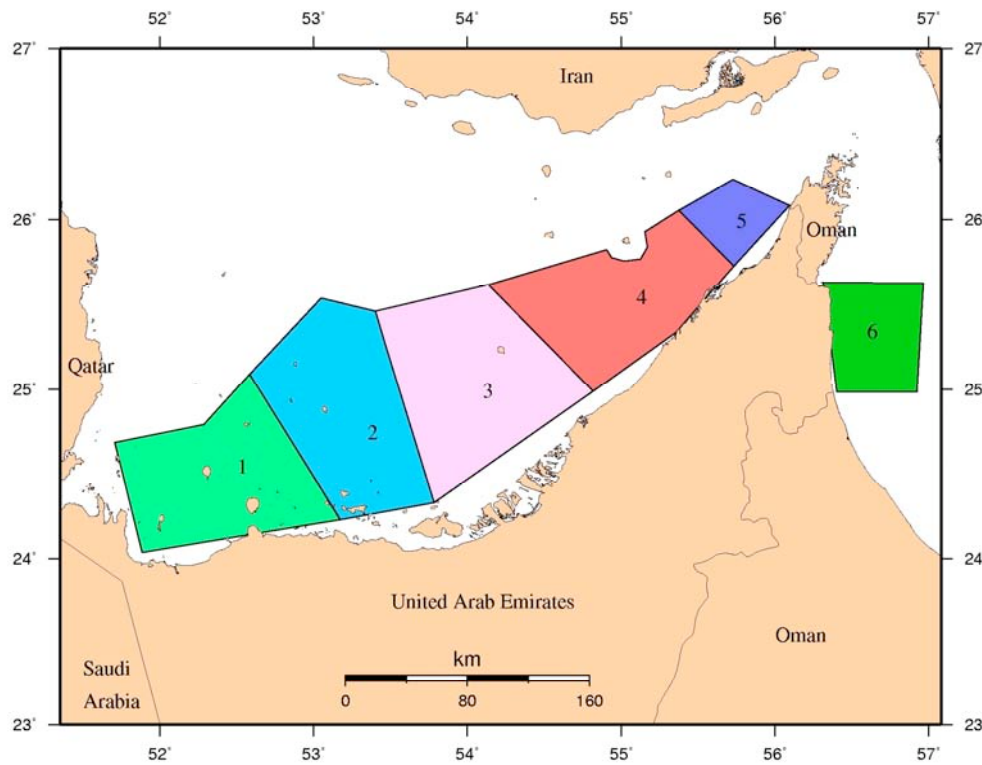 52° 53° 54° 55° 56° 57°
27° 27
Iran
26° 26
5
Oman
4
6
Qatar
25° 25
3
2
1
24° 24
United Arab Emirates
Oman
Saudi
Arabia
km
0 80 160
23° 23
52° 53° 54° 55° 56° 57°